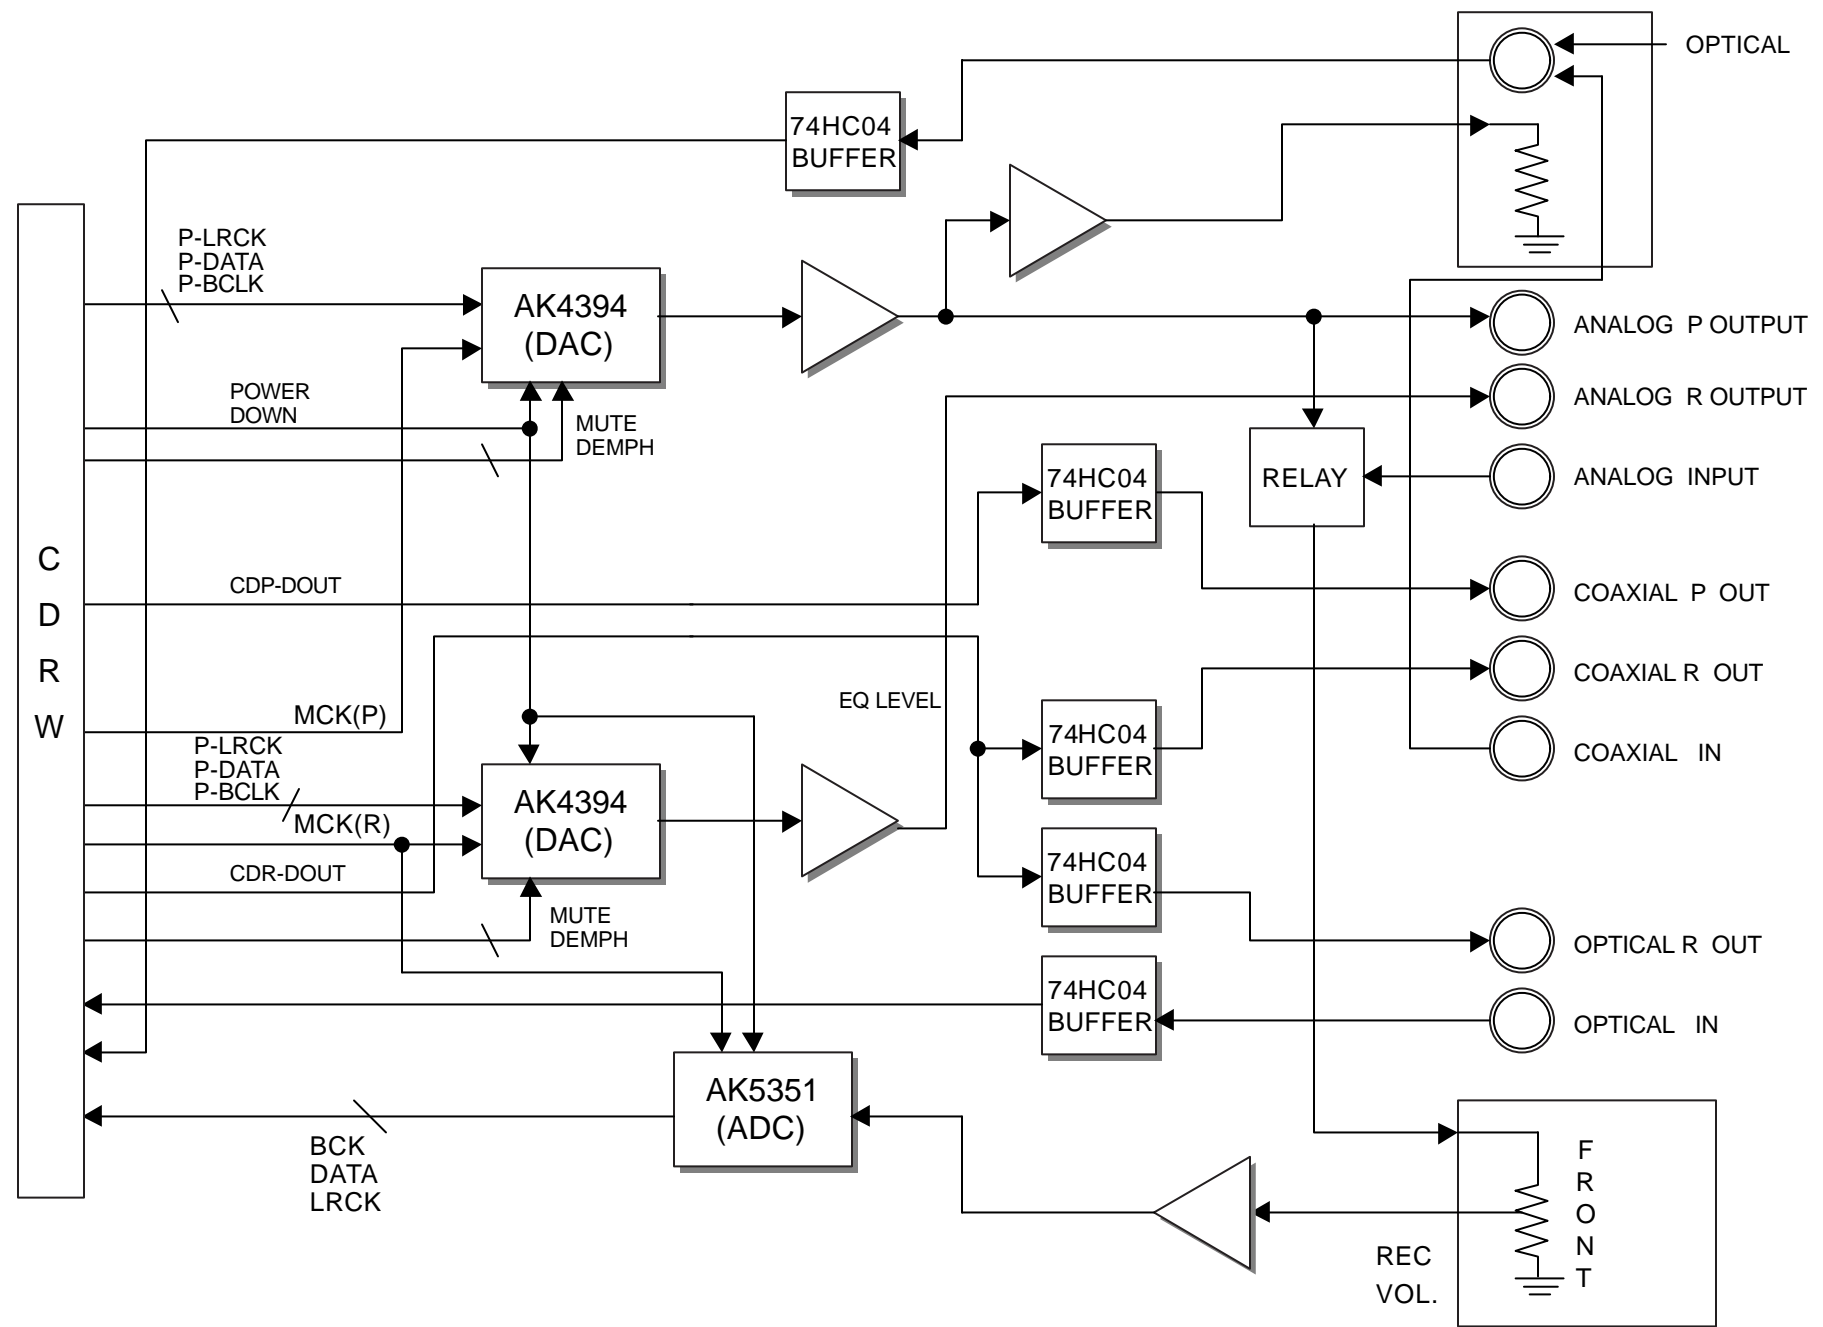 OPTICAL
74HC04
BUFFER
P-LRCK
P-DATA
P-BCLK
AK4394
(DAC)
ANALOG P OUTPUT
POWER
DOWN
MUTE
DEMPH
ANALOG R OUTPUT
74HC04
BUFFER
RELAY
ANALOG INPUT
C
D
R
W
CDP-DOUT
COAXIAL P OUT
COAXIAL R OUT
EQ LEVEL
MCK(P)
P-LRCK
P-DATA
P-BCLK
74HC04
BUFFER
COAXIAL IN
AK4394
(DAC)
MCK(R)
CDR-DOUT
74HC04
BUFFER
MUTE
DEMPH
OPTICAL R OUT
74HC04
BUFFER
OPTICAL IN
AK5351
(ADC)
BCK
DATA
LRCK
F
R
O
N
T
REC
VOL.